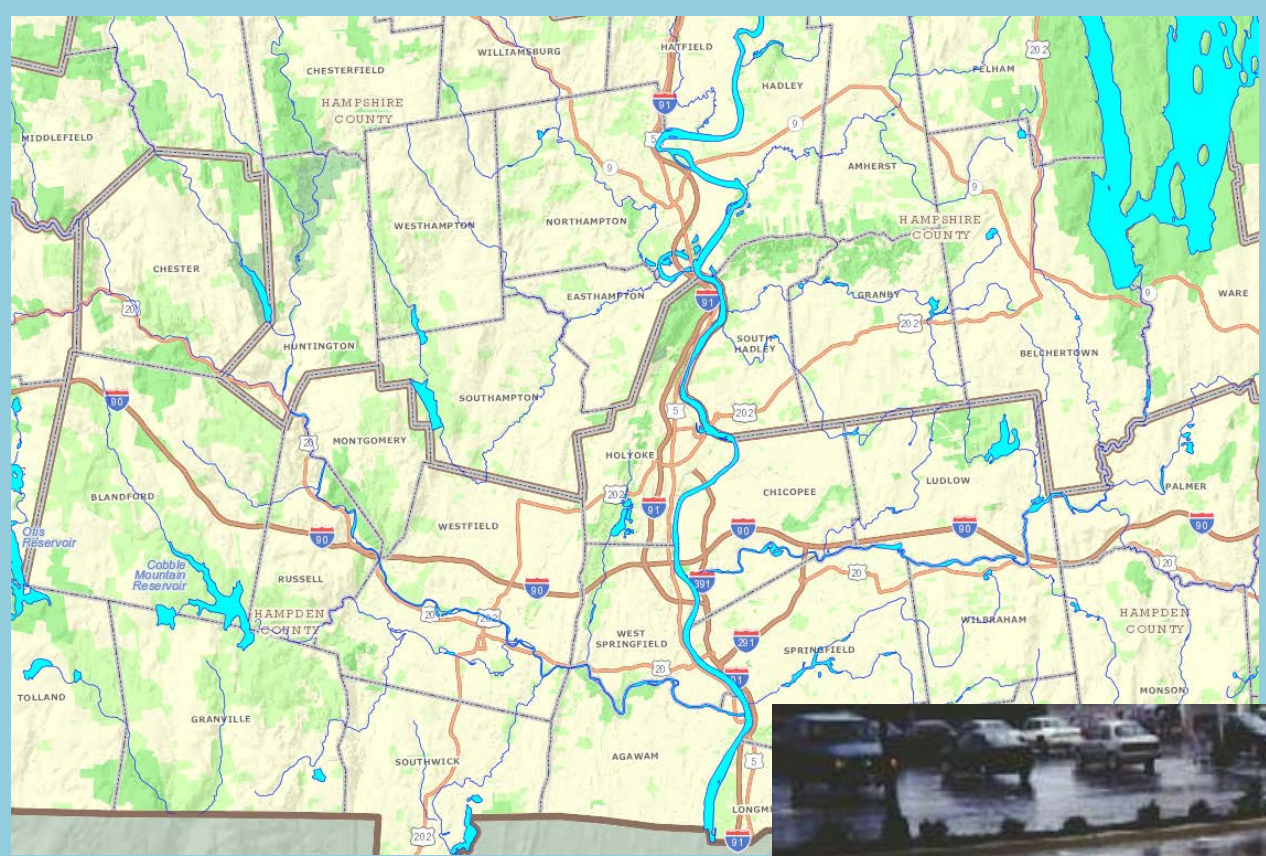 WILLIAMSBURG
HATFIELD
202
PELHAM
CHESTERFIELD
HADLEY
HAMPSHIRE
COUNTY
91
5
9
MIDDLEFIELD
9
AMHERST
9
NORTHAMPTON
HAMPSHIRE
COUNTY
WESTHAMPTON
CHESTER
EASTHAMPTON
91
GRANBY
9
WARE
20
202
HUNTINGTON
SOUTH
HADLEY
BELCHERTOWN
90
SOUTHAMPTON
5
202
20
MONTGOMERY
HOLYOKE
LUDLOW
PALMER
BLANDFORD
202
CHICOPEE
91
WESTFIELD
90
90
90
Otis
Reservoir
90
Cobble
Mountain
Reservoir
20
20
RUSSELL
391
90
HAMPDEN
COUNTY
20
202
HAMPDEN
COUNTY
WILBRAHAM
WEST
SPRINGFIELD
291
SPRINGFIELD
20
91
TOLLAND
MONSON
GRANVILLE
AGAWAM
SOUTHWICK
5
LONGM
202
91